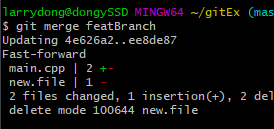 larrydong@dongySSD MINGW64 ~/gitEx (mas
$ git merge featBranch
Updating 4e626a2..ee8de87
Fast-forward
 main.cpp | 2 +-
 new.file | 1 -
 2 files changed, 1 insertion(+), 2 del
 delete mode 100644 new.file